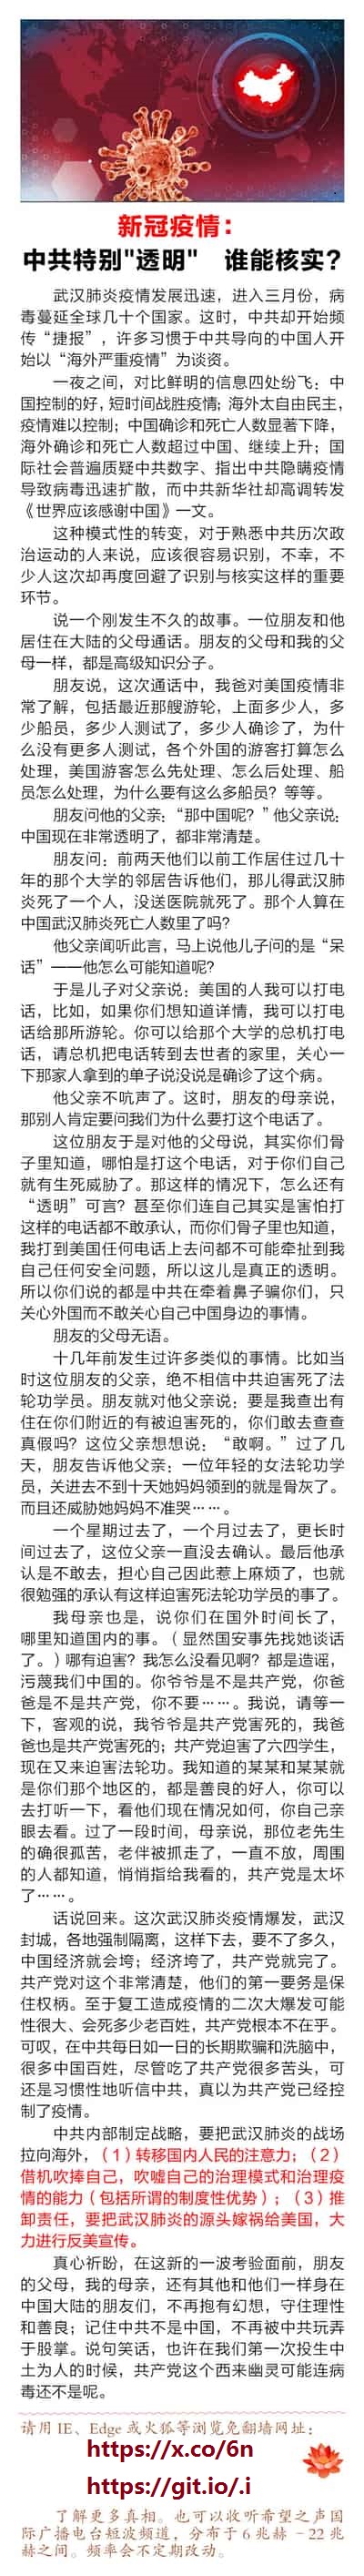 新冠疫情：
中共特别"透明"　谁能核实？
武汉肺炎疫情发展迅速，进入三月份，病
毒蔓延全球几十个国家。这时，中共却开始频
传“捷报”，许多习惯于中共导向的中国人开
始以“海外严重疫情”为谈资。
一夜之间，对比鲜明的信息四处纷飞：中
国控制的好，短时间战胜疫情；海外太自由民主，
疫情难以控制；中国确诊和死亡人数显著下降，
海外确诊和死亡人数超过中国、继续上升；国
际社会普遍质疑中共数字、指出中共隐瞒疫情
导致病毒迅速扩散，而中共新华社却高调转发
《世界应该感谢中国》一文。
这种模式性的转变，对于熟悉中共历次政
治运动的人来说，应该很容易识别，不幸，不
少人这次却再度回避了识别与核实这样的重要
环节。
说一个刚发生不久的故事。一位朋友和他
居住在大陆的父母通话。朋友的父母和我的父
母一样，都是高级知识分子。
朋友说，这次通话中，我爸对美国疫情非
常了解，包括最近那艘游轮，上面多少人，多
少船员，多少人测试了，多少人确诊了，为什
么没有更多人测试，各个外国的游客打算怎么
处理，美国游客怎么先处理、怎么后处理、船
员怎么处理，为什么要有这么多船员？等等。
朋友问他的父亲：“那中国呢？”他父亲说：
中国现在非常透明了，都非常清楚。
朋友问：前两天他们以前工作居住过几十
年的那个大学的邻居告诉他们，那儿得武汉肺
炎死了一个人，没送医院就死了。那个人算在
中国武汉肺炎死亡人数里了吗？
他父亲闻听此言，马上说他儿子问的是“呆
话”——他怎么可能知道呢？
于是儿子对父亲说：美国的人我可以打电
话，比如，如果你们想知道详情，我可以打电
话给那所游轮。你可以给那个大学的总机打电
话，请总机把电话转到去世者的家里，关心一
下那家人拿到的单子说没说是确诊了这个病。
他父亲不吭声了。这时，朋友的母亲说，
那别人肯定要问我们为什么要打这个电话了。
这位朋友于是对他的父母说，其实你们骨
子里知道，哪怕是打这个电话，对于你们自己
就有生死威胁了。那这样的情况下，怎么还有
“透明”可言？甚至你们连自己其实是害怕打
这样的电话都不敢承认，而你们骨子里也知道，
我打到美国任何电话上去问都不可能牵扯到我
自己任何安全问题，所以这儿是真正的透明。
所以你们说的都是中共在牵着鼻子骗你们，只
关心外国而不敢关心自己中国身边的事情。
朋友的父母无语。
十几年前发生过许多类似的事情。比如当
时这位朋友的父亲，绝不相信中共迫害死了法
轮功学员。朋友就对他父亲说：要是我查出有
住在你们附近的有被迫害死的，你们敢去查查
真假吗？这位父亲想想说：“敢啊。”过了几
天，朋友告诉他父亲：一位年轻的女法轮功学
员，关进去不到十天她妈妈领到的就是骨灰了。
而且还威胁她妈妈不准哭……。
一个星期过去了，一个月过去了，更长时
间过去了，这位父亲一直没去确认。最后他承
认是不敢去，担心自己因此惹上麻烦了，也就
很勉强的承认有这样迫害死法轮功学员的事了。
我母亲也是，说你们在国外时间长了，
哪里知道国内的事。（显然国安事先找她谈话
了。）哪有迫害？我怎么没看见啊？都是造谣，
污蔑我们中国的。你爷爷是不是共产党，你爸
爸是不是共产党，你不要……。我说，请等一
下，客观的说，我爷爷是共产党害死的，我爸
爸也是共产党害死的；共产党迫害了六四学生，
现在又来迫害法轮功。我知道的某某和某某就
是你们那个地区的，都是善良的好人，你可以
去打听一下，看他们现在情况如何，你自己亲
眼去看。过了一段时间，母亲说，那位老先生
的确很孤苦，老伴被抓走了，一直不放，周围
的人都知道，悄悄指给我看的，共产党是太坏
了……。
话说回来。这次武汉肺炎疫情爆发，武汉
封城，各地强制隔离，这样下去，要不了多久，
中国经济就会垮；经济垮了，共产党就完了。
共产党对这个非常清楚，他们的第一要务是保
住权柄。至于复工造成疫情的二次大爆发可能
性很大、会死多少老百姓，共产党根本不在乎。
可叹，在中共每日如一日的长期欺骗和洗脑中，
很多中国百姓，尽管吃了共产党很多苦头，可
还是习惯性地听信中共，真以为共产党已经控
制了疫情。
中共内部制定战略，要把武汉肺炎的战场
拉向海外，（1）转移国内人民的注意力；（2）
借机吹捧自己，吹嘘自己的治理模式和治理疫
情的能力（包括所谓的制度性优势）；（3）推
卸责任，要把武汉肺炎的源头嫁祸给美国，大
力进行反美宣传。
真心祈盼，在这新的一波考验面前，朋友
的父母，我的母亲，还有其他和他们一样身在
中国大陆的朋友们，不再抱有幻想，守住理性
和善良；记住中共不是中国，不再被中共玩弄
于股掌。说句笑话，也许在我们第一次投生中
土为人的时候，共产党这个西来幽灵可能连病
毒还不是呢。
请用 IE、Edge 或火狐等浏览免翻墙网址：
https://x.co/6n
https://git.io/.i
了解更多真相。也可以收听希望之声国
际广播电台短波频道，分布于 6 兆赫 -22 兆
赫之间。频率会不定期改动。